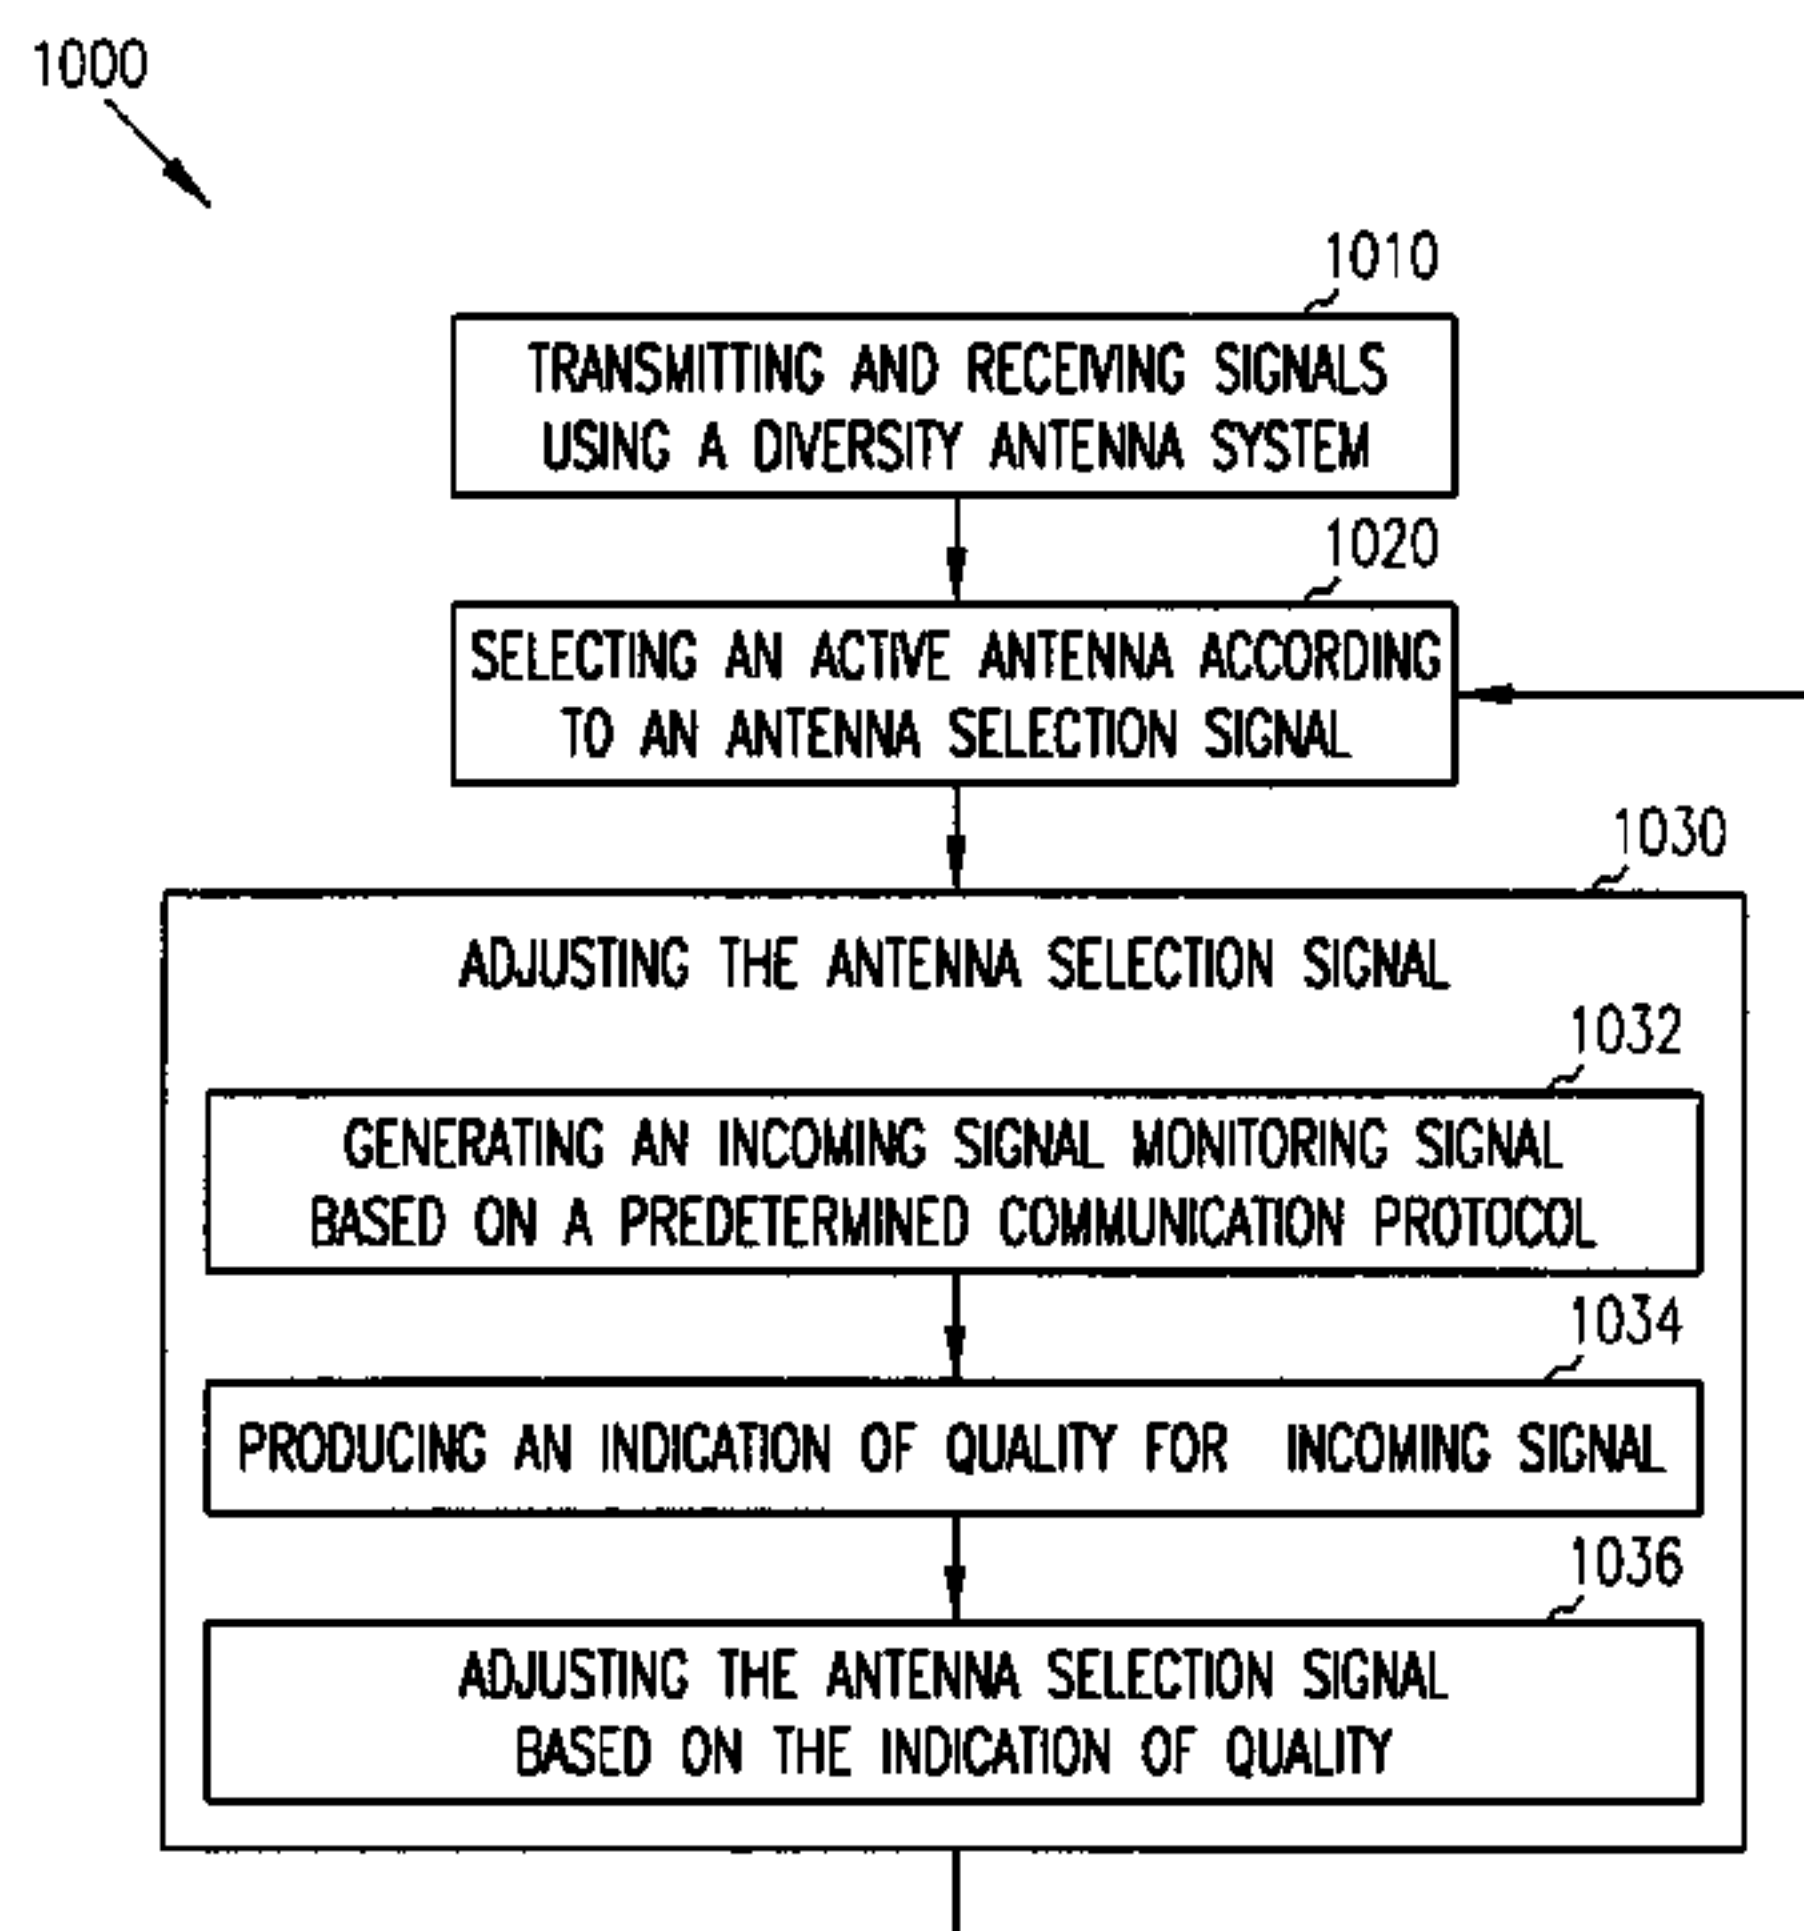 1000
1010
TRANSMITTING AND RECEIVING SIGNALS
USING A DIVERSITY ANTENNA SYSTEM
1020
SELECTING AN ACTIVE ANTENNA ACCORDING
TO AN ANTENNA SELECTION SIGNAL
1030
ADJUSTING THE ANTENNA SELECTION SIGNAL
1032
GENERATING AN INCOMING SIGNAL MONITORING SIGNAL
BASED ON A PREDETERMINED COMMUNICATION PROTOCOL
1034
PRODUCING AN INDICATION OF QUALITY FOR INCOMING SIGNAL
1036
ADJUSTING THE ANTENNA SELECTION SIGNAL
BASED ON THE INDICATION OF QUALITY